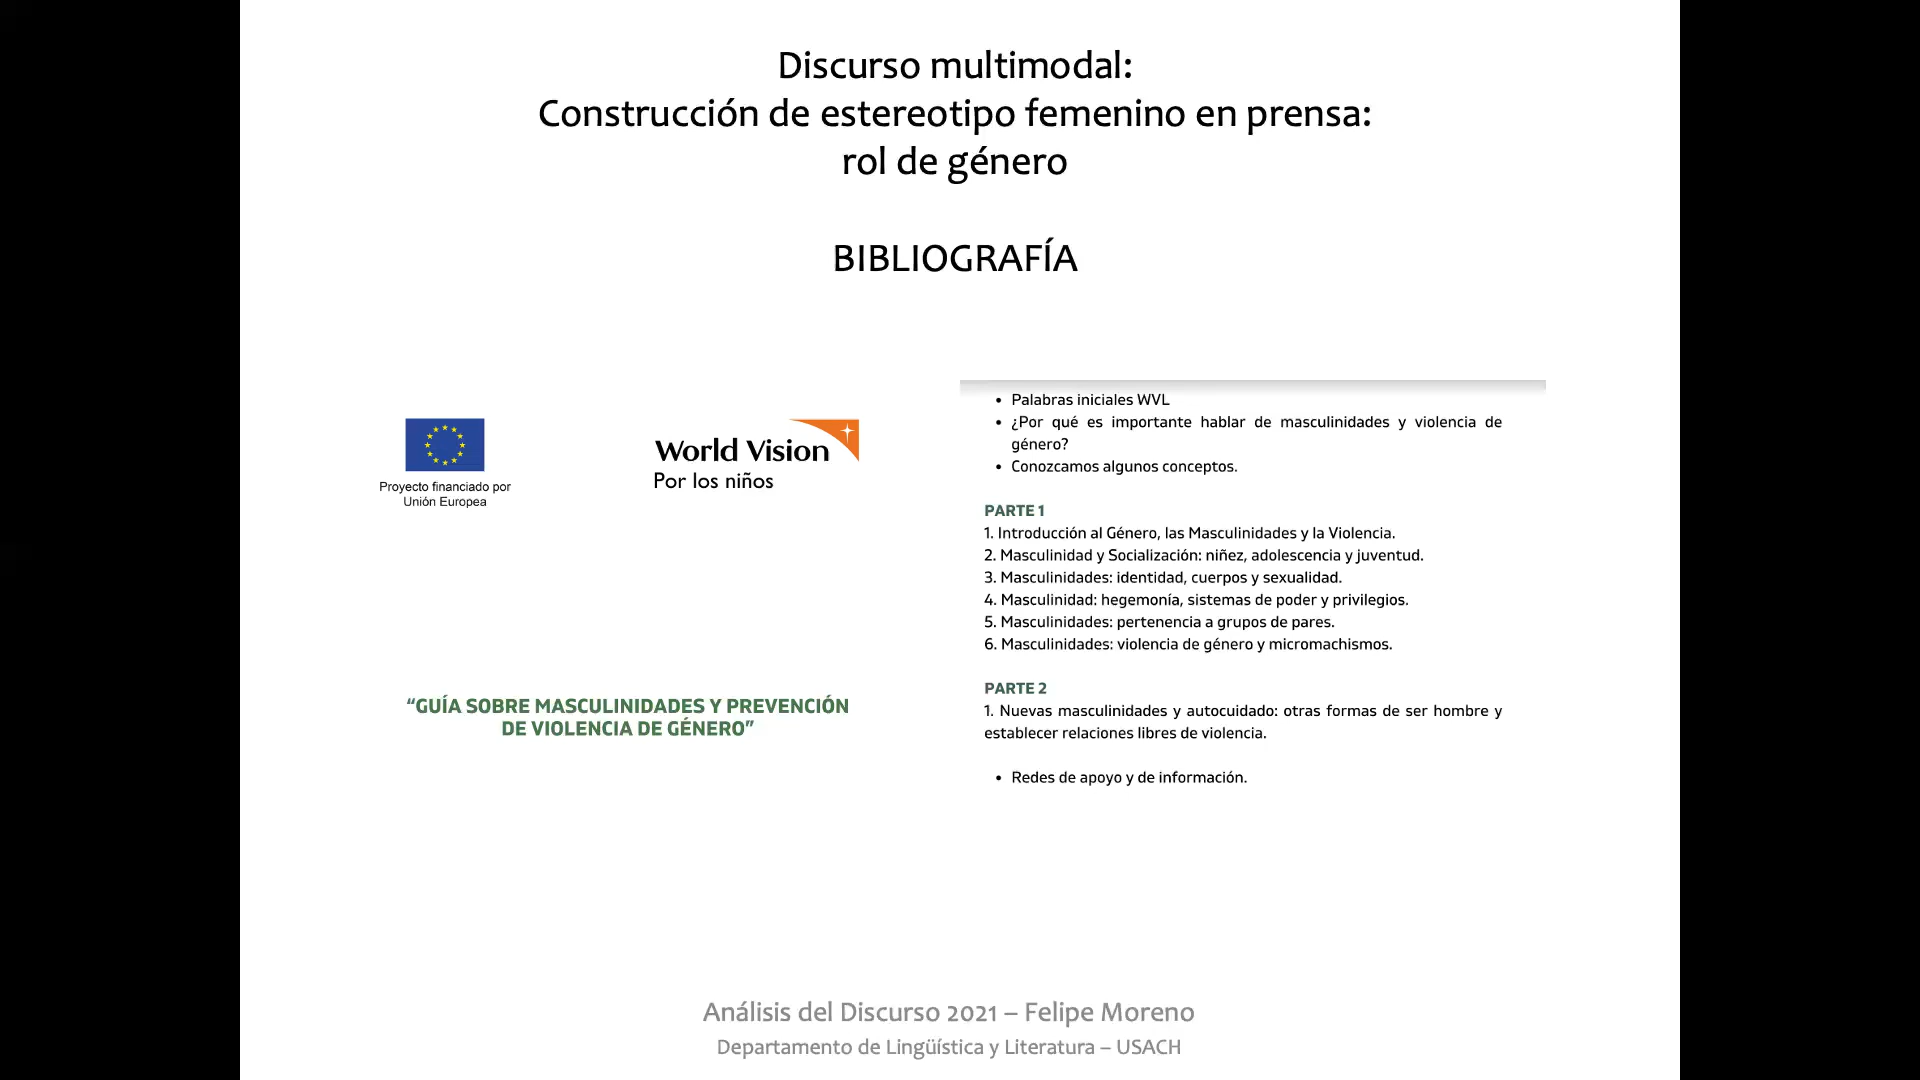 Discurso multimodal:
Construcción de estereotipo femenino en prensa:
rol de género
BIBLIOGRAFÍA
Proyecto financiado por
Unión Europea
World Vision
Por los niños
“GUÍA SOBRE MASCULINIDADES Y PREVENCIÓN
DE VIOLENCIA DE GÉNERO”
• Palabras iniciales WVL
• ¿Por qué es importante hablar de masculinidades y violencia de
género?
• Conozcamos algunos conceptos.
PARTE 1
1. Introducción al Género, las Masculinidades y la Violencia.
2. Masculinidad y Socialización: niñez, adolescencia y juventud.
3. Masculinidades: identidad, cuerpos y sexualidad.
4. Masculinidad: hegemonía, sistemas de poder y privilegios.
5. Masculinidades: pertenencia a grupos de pares.
6. Masculinidades: violencia de género y micromachismos.
PARTE 2
1. Nuevas masculinidades y autocuidado: otras formas de ser hombre y
establecer relaciones libres de violencia.
• Redes de apoyo y de información.
Análisis del Discurso 2021 – Felipe Moreno
Departamento de Lingüística y Literatura – USACH